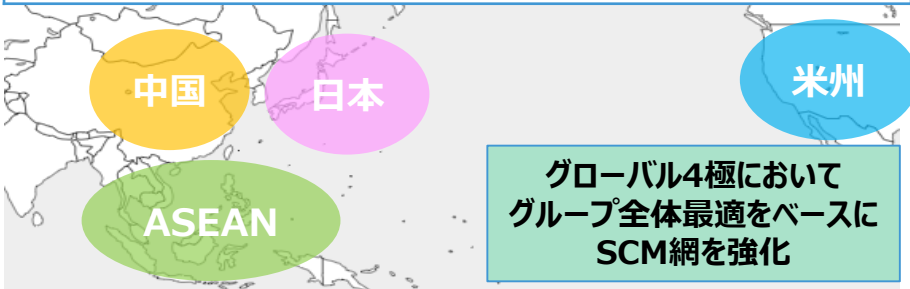 中国
日本
米州
ASEAN
グローバル4極において
グループ全体最適をベースに
SCM網を強化